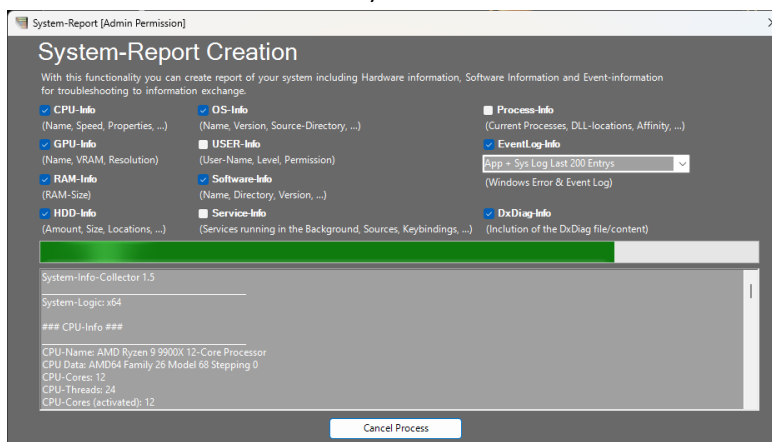 System-Report [Admin Permission]
System-Report Creation
With this functionality you can create report of your system including Hardware information, Software Information and Event-information
for troubleshooting to information exchange.
CPU-Info
(Name, Speed, Properties, ...)
OS-Info
(Name, Version, Source-Directory, ...)
Process-Info
(Current Processes, DLL-locations, Affinity, ...)
GPU-Info
(Name, VRAM, Resolution)
USER-Info
(User-Name, Level, Permission)
EventLog-Info
App + Sys Log Last 200 Entrys
(Windows Error & Event Log)
RAM-Info
(RAM-Size)
Software-Info
(Name, Directory, Version, ...)
HDD-Info
(Amount, Size, Locations, ...)
Service-Info
(Services running in the Background, Sources, Keybindings, ...)
DxDiag-Info
(Inclution of the DxDiag file/content)
System-Info-Collector 1.5
System-Logic: x64
### CPU-Info ###
CPU-Name: AMD Ryzen 9 9900X 12-Core Processor
CPU Data: AMD64 Family 26 Model 68 Stepping 0
CPU-Cores: 12
CPU-Threads: 24
CPU-Cores (activated): 12
Cancel Process